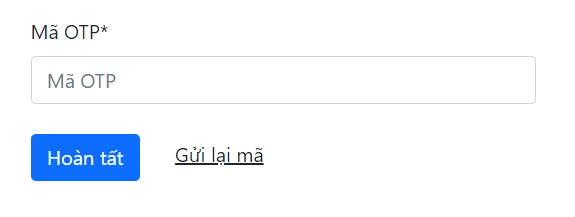 Mã OTP*
Mã OTP
Hoàn tất Gửi lại mã